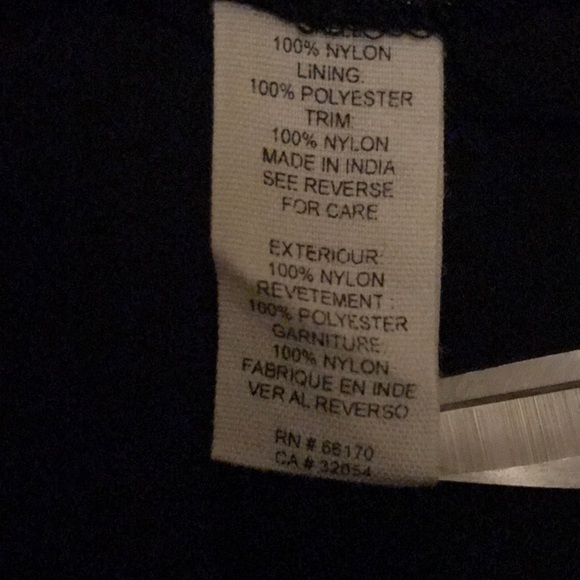 100% NYLON
LINING:
100% POLYESTER
TRIM:
100% NYLON
MADE IN INDIA
SEE REVERSE
FOR CARE
EXTERIOUR:
100% NYLON
REVETEMENT :
100% POLYESTER
GARNITURE
100% NYLON
FABRIQUE EN INDE
VER AL REVERSO
RN # 66170
CA # 32054